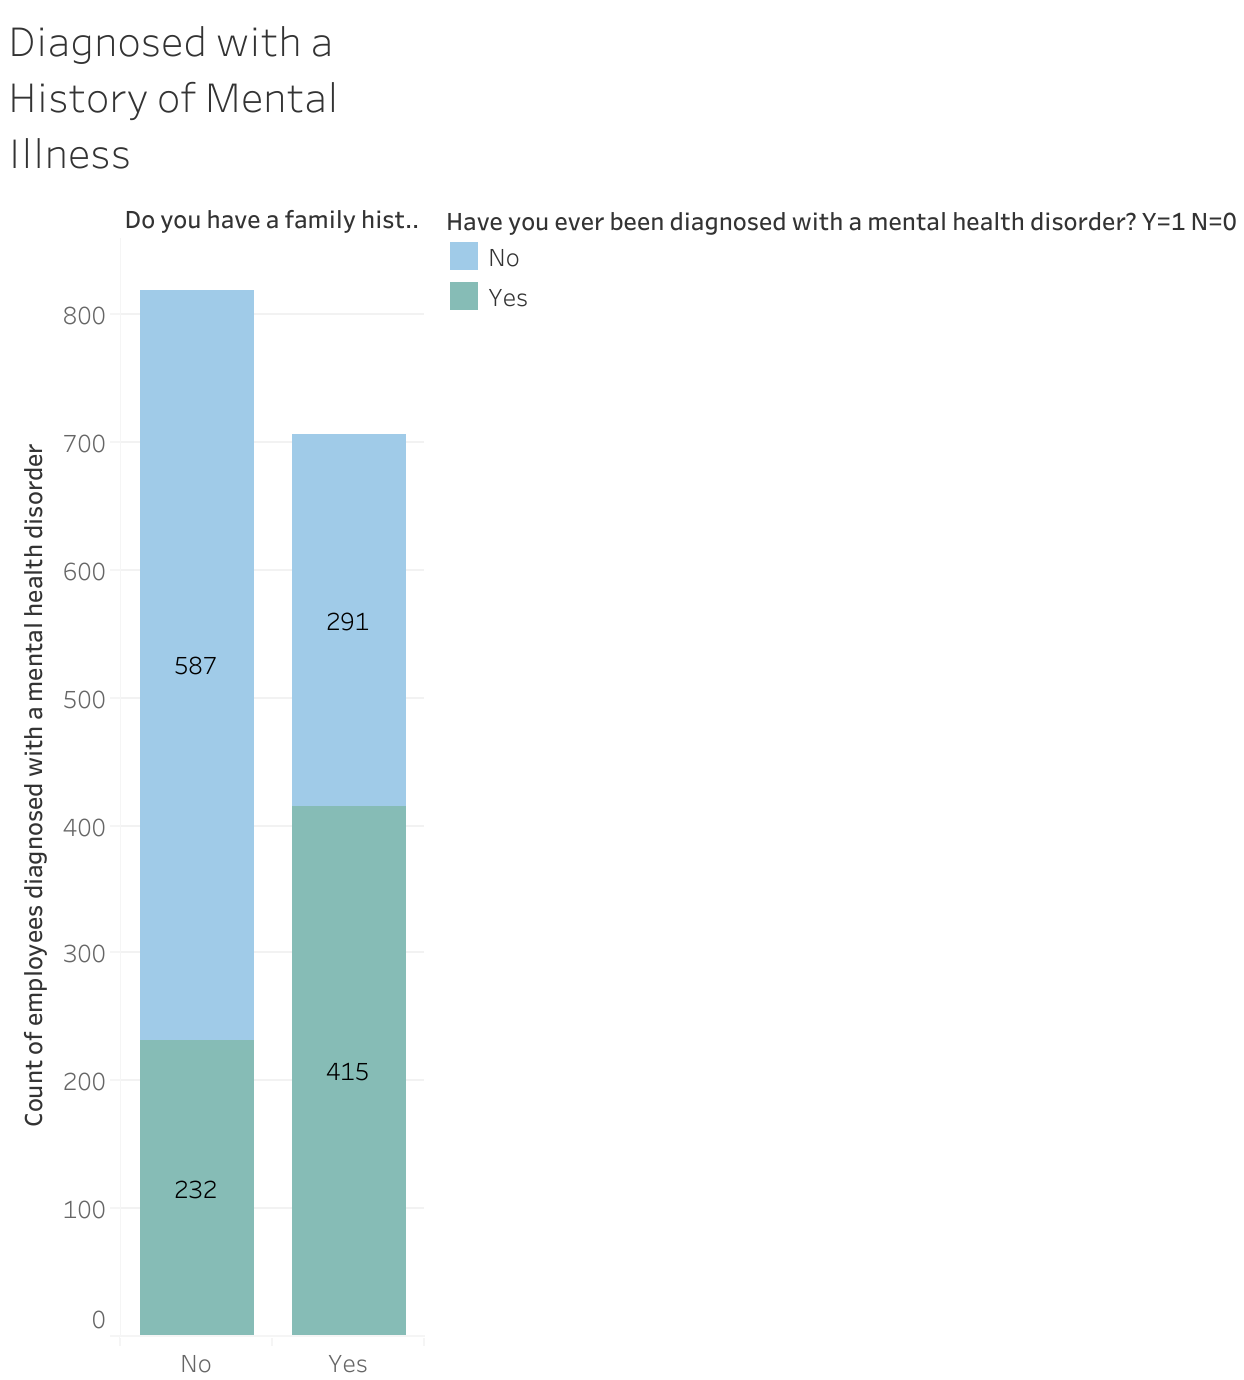 Diagnosed with a
History of Mental
Illness
Do you have a family hist..
Have you ever been diagnosed with a mental health disorder? Y=1 N=0
No
Yes
Count of employees diagnosed with a mental health disorder
800
700
600
500
400
300
200
100
0
587
232
291
415
No
Yes